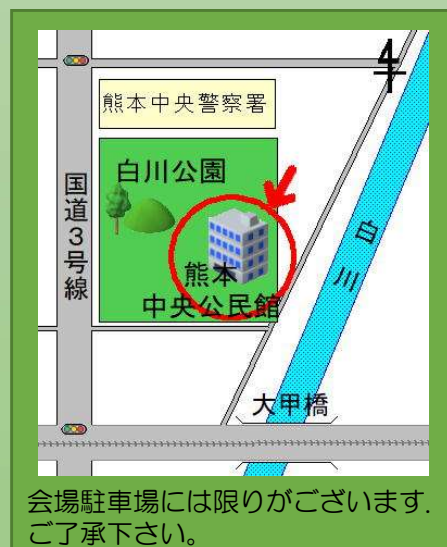 熊本中央警察署
白川公園
国道3号線
熊本
中央公民館
白川
大甲橋
会場駐車場には限りがございます.
ご了承下さい。